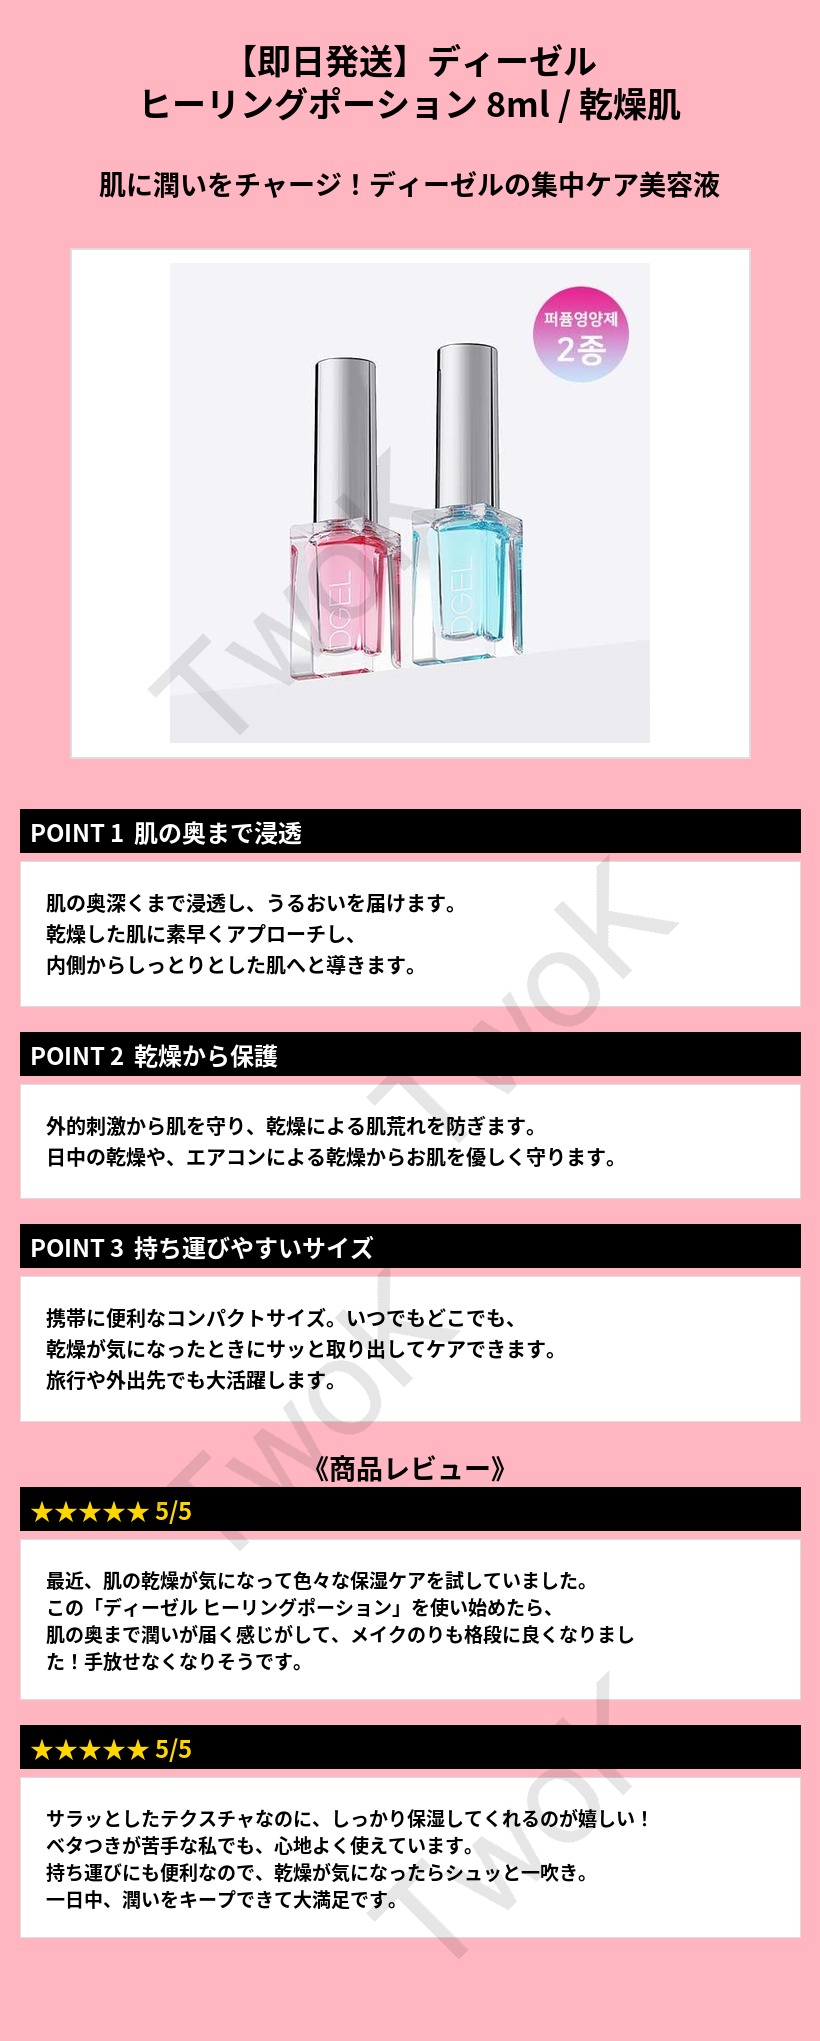 【即日発送】ディーゼル
ヒーリングポーション 8ml / 乾燥肌
肌に潤いをチャージ！ディーゼルの集中ケア美容液
퍼퓸영양제
2종
DGEL
DGEL
TwoK
POINT 1 肌の奥まで浸透
肌の奥深くまで浸透し、うるおいを届けます。
乾燥した肌に素早くアプローチし、
内側からしっとりとした肌へと導きます。
TwoK
POINT 2 乾燥から保護
外的刺激から肌を守り、乾燥による肌荒れを防ぎます。
日中の乾燥や、エアコンによる乾燥からお肌を優しく守ります。
POINT 3 持ち運びやすいサイズ
携帯に便利なコンパクトサイズ。いつでもどこでも、
乾燥が気になったときにサッと取り出してケアできます。
旅行や外出先でも大活躍します。
TwoK
《商品レビュー》
★★★★★ 5/5
最近、肌の乾燥が気になって色々な保湿ケアを試していました。
この「ディーゼル ヒーリングポーション」を使い始めたら、
肌の奥まで潤いが届く感じがして、メイクのりも格段に良くなりまし
た！手放せなくなりそうです。
★★★★★ 5/5
サラッとしたテクスチャなのに、しっかり保湿してくれるのが嬉しい！
ベタつきが苦手な私でも、心地よく使えています。
持ち運びにも便利なので、乾燥が気になったらシュッと一吹き。
一日中、潤いをキープできて大満足です。
TwoK